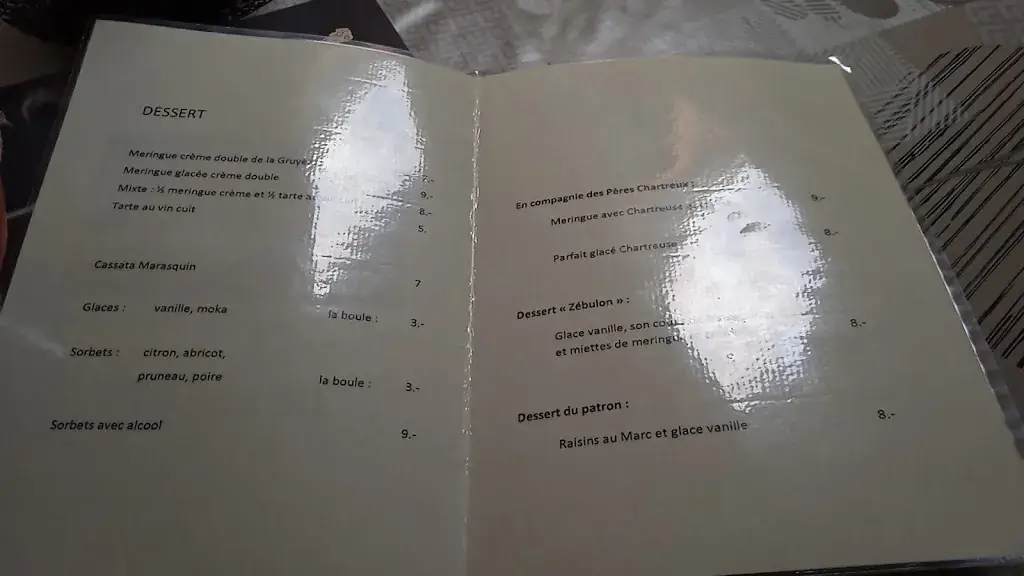 DESSERT
Meringue crème double de la Gruyè
7.-
Meringue glacée crème double
9.-
Mixte : ½ meringue crème et ½ tarte
8.-
Tarte au vin cuit
5.
Cassata Marasquin
7
Glaces : vanille, moka la boule : 3.-
Sorbets : citron, abricot,
pruneau, poire la boule : 3.-
Sorbets avec alcool
9.-
En compagnie des Pères Chartreux :
Meringue avec Chartreuse 9.-
Parfait glacé Chartreuse 8.-
Dessert « Zébulon » :
Glace vanille, son
et miettes de 8.-
Dessert du patron :
Raisins au Marc et glace vanille 8.-